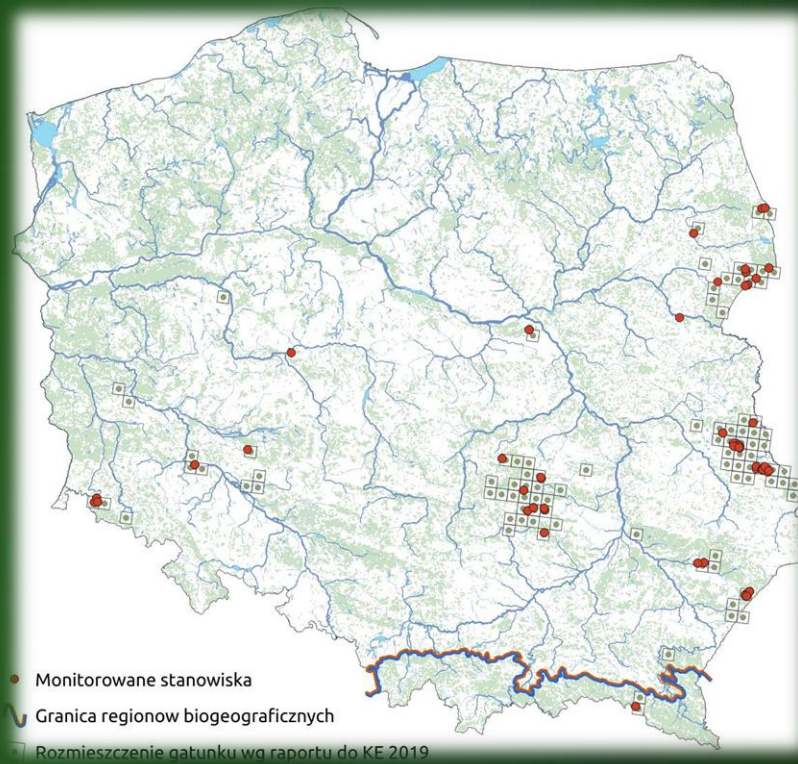 Monitorowane stanowiska
Granica regionow biogeograficznych
Rozmieszczenie gatunku wg raportu do KE 2019